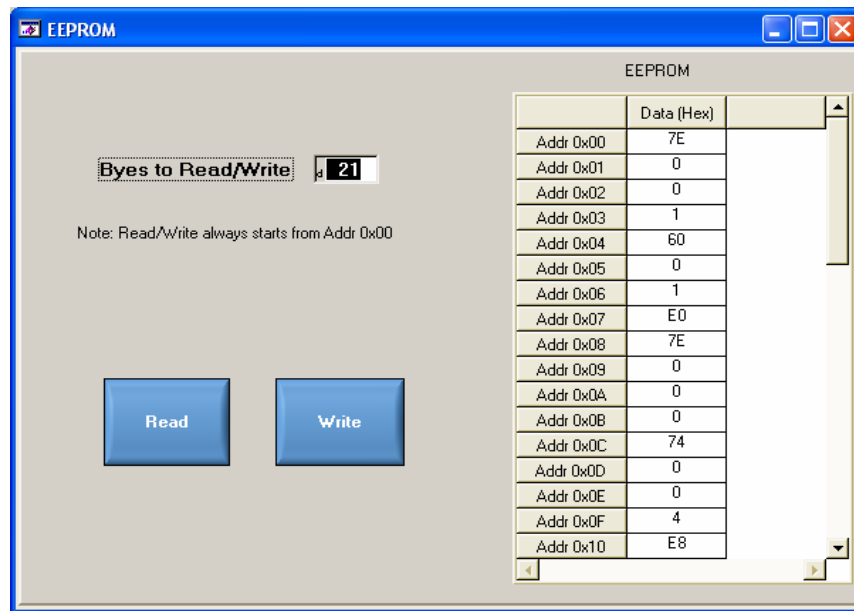 EEPROM
EEPROM
Data (Hex)
Addr 0x00 7E
Addr 0x01 0
Byes to Read/Write d 21
Addr 0x02 0
Addr 0x03 1
Note: Read/Write always starts from Addr 0x00
Addr 0x04 60
Addr 0x05 0
Addr 0x06 1
Addr 0x07 E0
Addr 0x08 7E
Addr 0x09 0
Addr 0x0A 0
Addr 0x0B 0
Read Write
Addr 0x0C 74
Addr 0x0D 0
Addr 0x0E 0
Addr 0x0F 4
Addr 0x10 E8